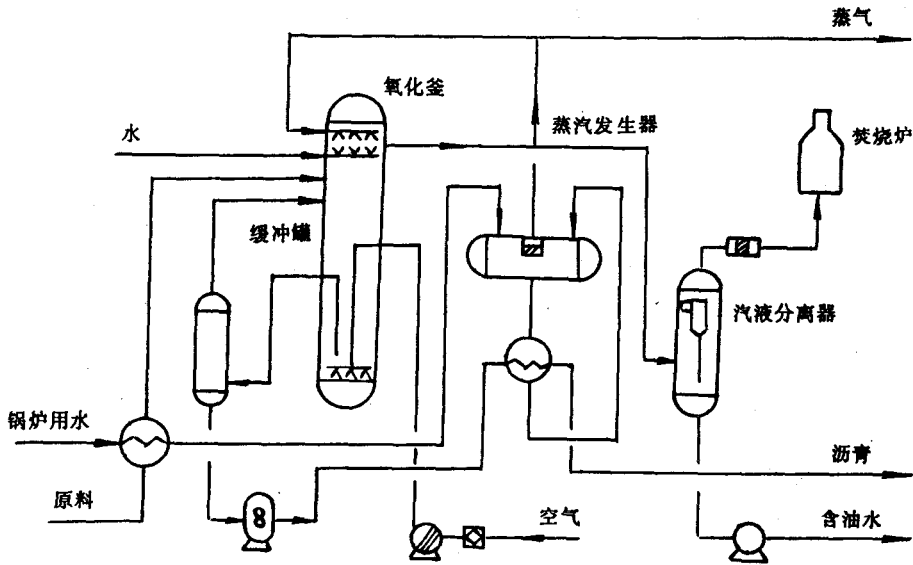 蒸气
氧化釜
水
蒸汽发生器
焚烧炉
缓冲罐
汽液分离器
锅炉用水
沥青
原料
8
空气
含油水